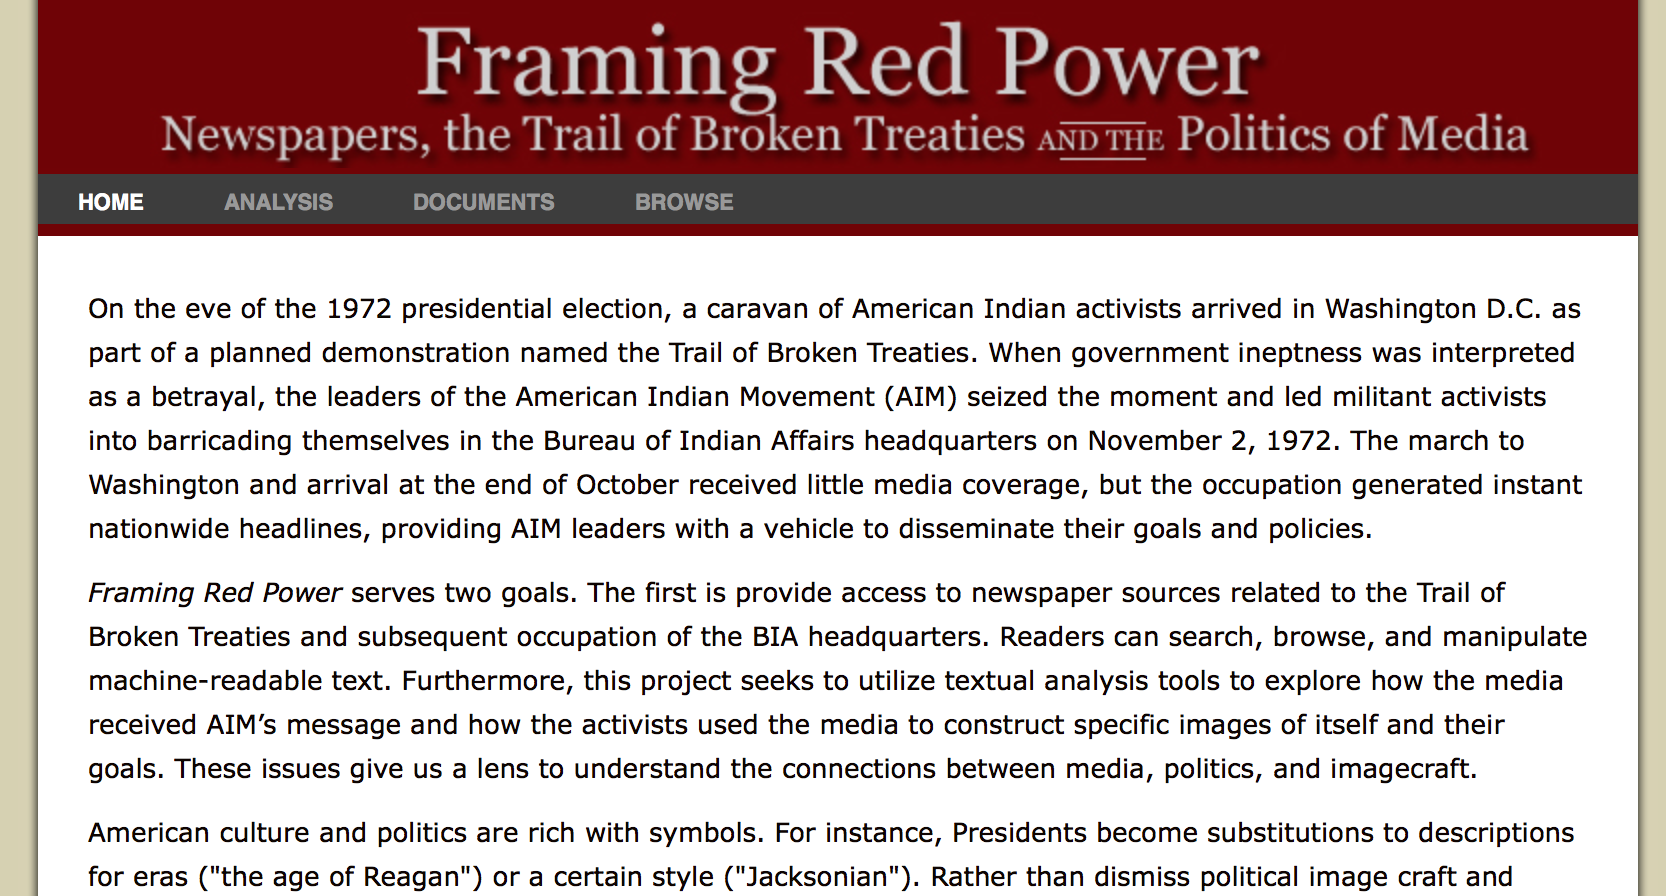 Framing Red Power
Newspapers, the Trail of Broken Treaties AND THE Politics of Media
HOME ANALYSIS DOCUMENTS BROWSE
On the eve of the 1972 presidential election, a caravan of American Indian activists arrived in Washington D.C. as
part of a planned demonstration named the Trail of Broken Treaties. When government ineptness was interpreted
as a betrayal, the leaders of the American Indian Movement (AIM) seized the moment and led militant activists
into barricading themselves in the Bureau of Indian Affairs headquarters on November 2, 1972. The march to
Washington and arrival at the end of October received little media coverage, but the occupation generated instant
nationwide headlines, providing AIM leaders with a vehicle to disseminate their goals and policies.
Framing Red Power serves two goals. The first is provide access to newspaper sources related to the Trail of
Broken Treaties and subsequent occupation of the BIA headquarters. Readers can search, browse, and manipulate
machine-readable text. Furthermore, this project seeks to utilize textual analysis tools to explore how the media
received AIM’s message and how the activists used the media to construct specific images of itself and their
goals. These issues give us a lens to understand the connections between media, politics, and imagecraft.
American culture and politics are rich with symbols. For instance, Presidents become substitutions to descriptions
for eras ("the age of Reagan") or a certain style ("Jacksonian"). Rather than dismiss political image craft and